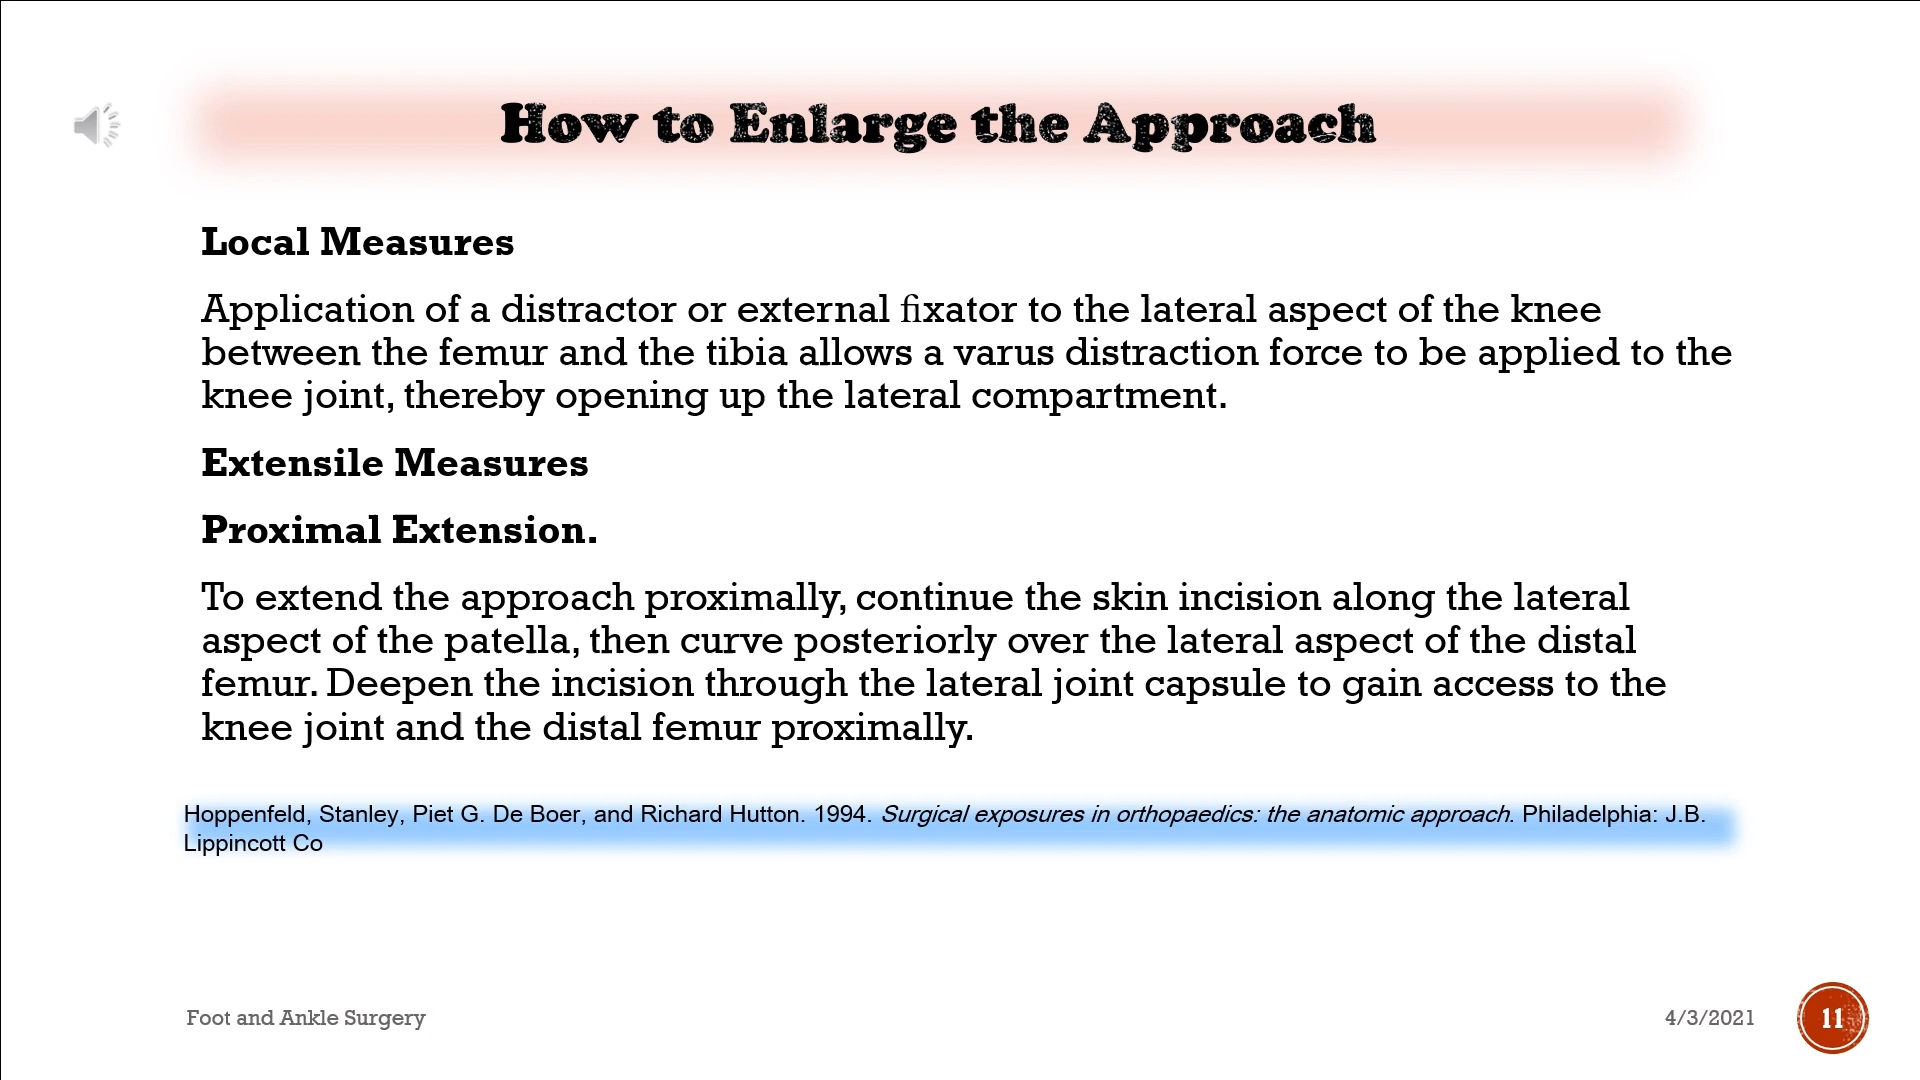 How to Enlarge the Approach
Local Measures
Application of a distractor or external fixator to the lateral aspect of the knee
between the femur and the tibia allows a varus distraction force to be applied to the
knee joint, thereby opening up the lateral compartment.
Extensile Measures
Proximal Extension.
To extend the approach proximally, continue the skin incision along the lateral
aspect of the patella, then curve posteriorly over the lateral aspect of the distal
femur. Deepen the incision through the lateral joint capsule to gain access to the
knee joint and the distal femur proximally.
Hoppenfeld, Stanley, Piet G. De Boer, and Richard Hutton. 1994. Surgical exposures in orthopaedics: the anatomic approach. Philadelphia: J.B.
Lippincott Co
Foot and Ankle Surgery
4/3/2021
11